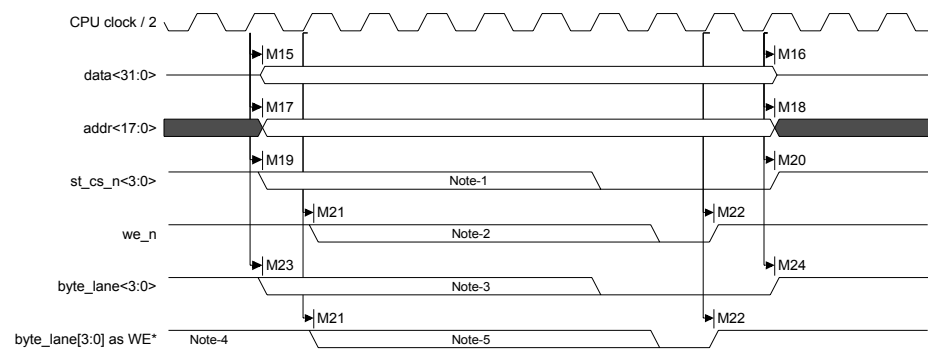 CPU clock / 2
M15 M16
data<31:0>
M17 M18
addr<17:0>
M19 M20
st_cs_n<3:0> Note-1
M21 M22
we_n Note-2
M23 M24
byte_lane<3:0> Note-3
M21 M22
byte_lane[3:0] as WE* Note-4 Note-5